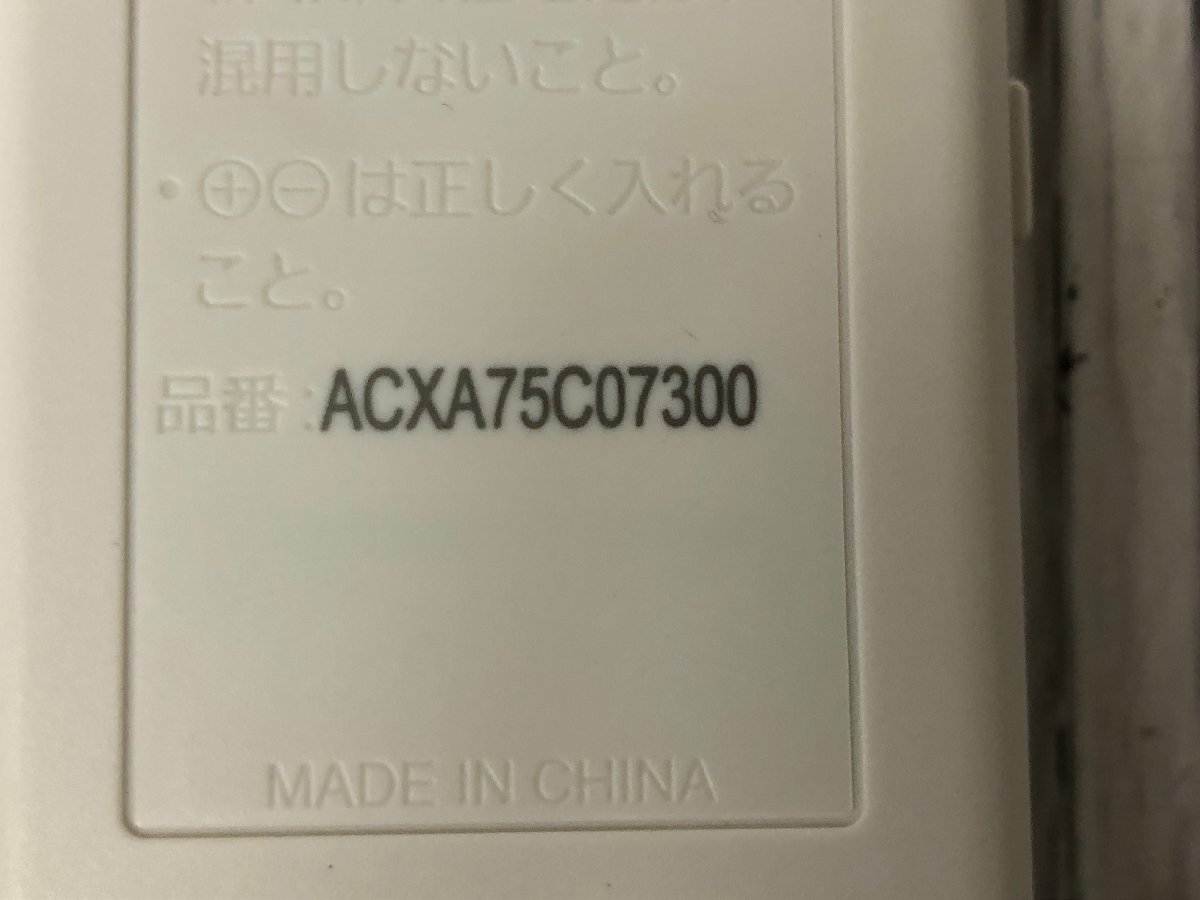 混用しないこと。
・⊕⊖は正しく入れる
こと。
品番:ACXA75C07300
MADE IN CHINA